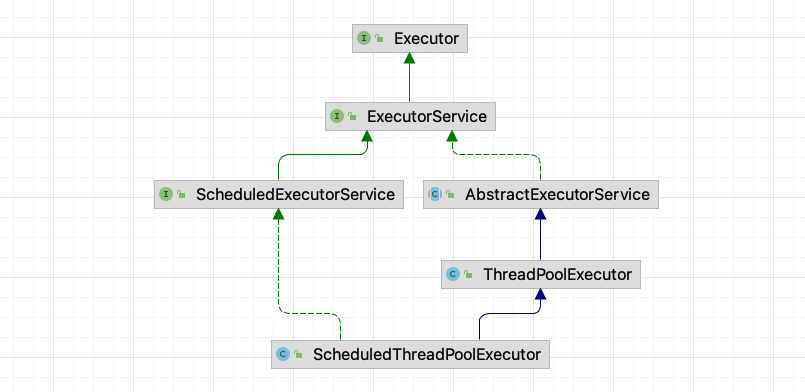 I Executor
I ExecutorService
I ScheduledExecutorService
C AbstractExecutorService
C ThreadPoolExecutor
C ScheduledThreadPoolExecutor